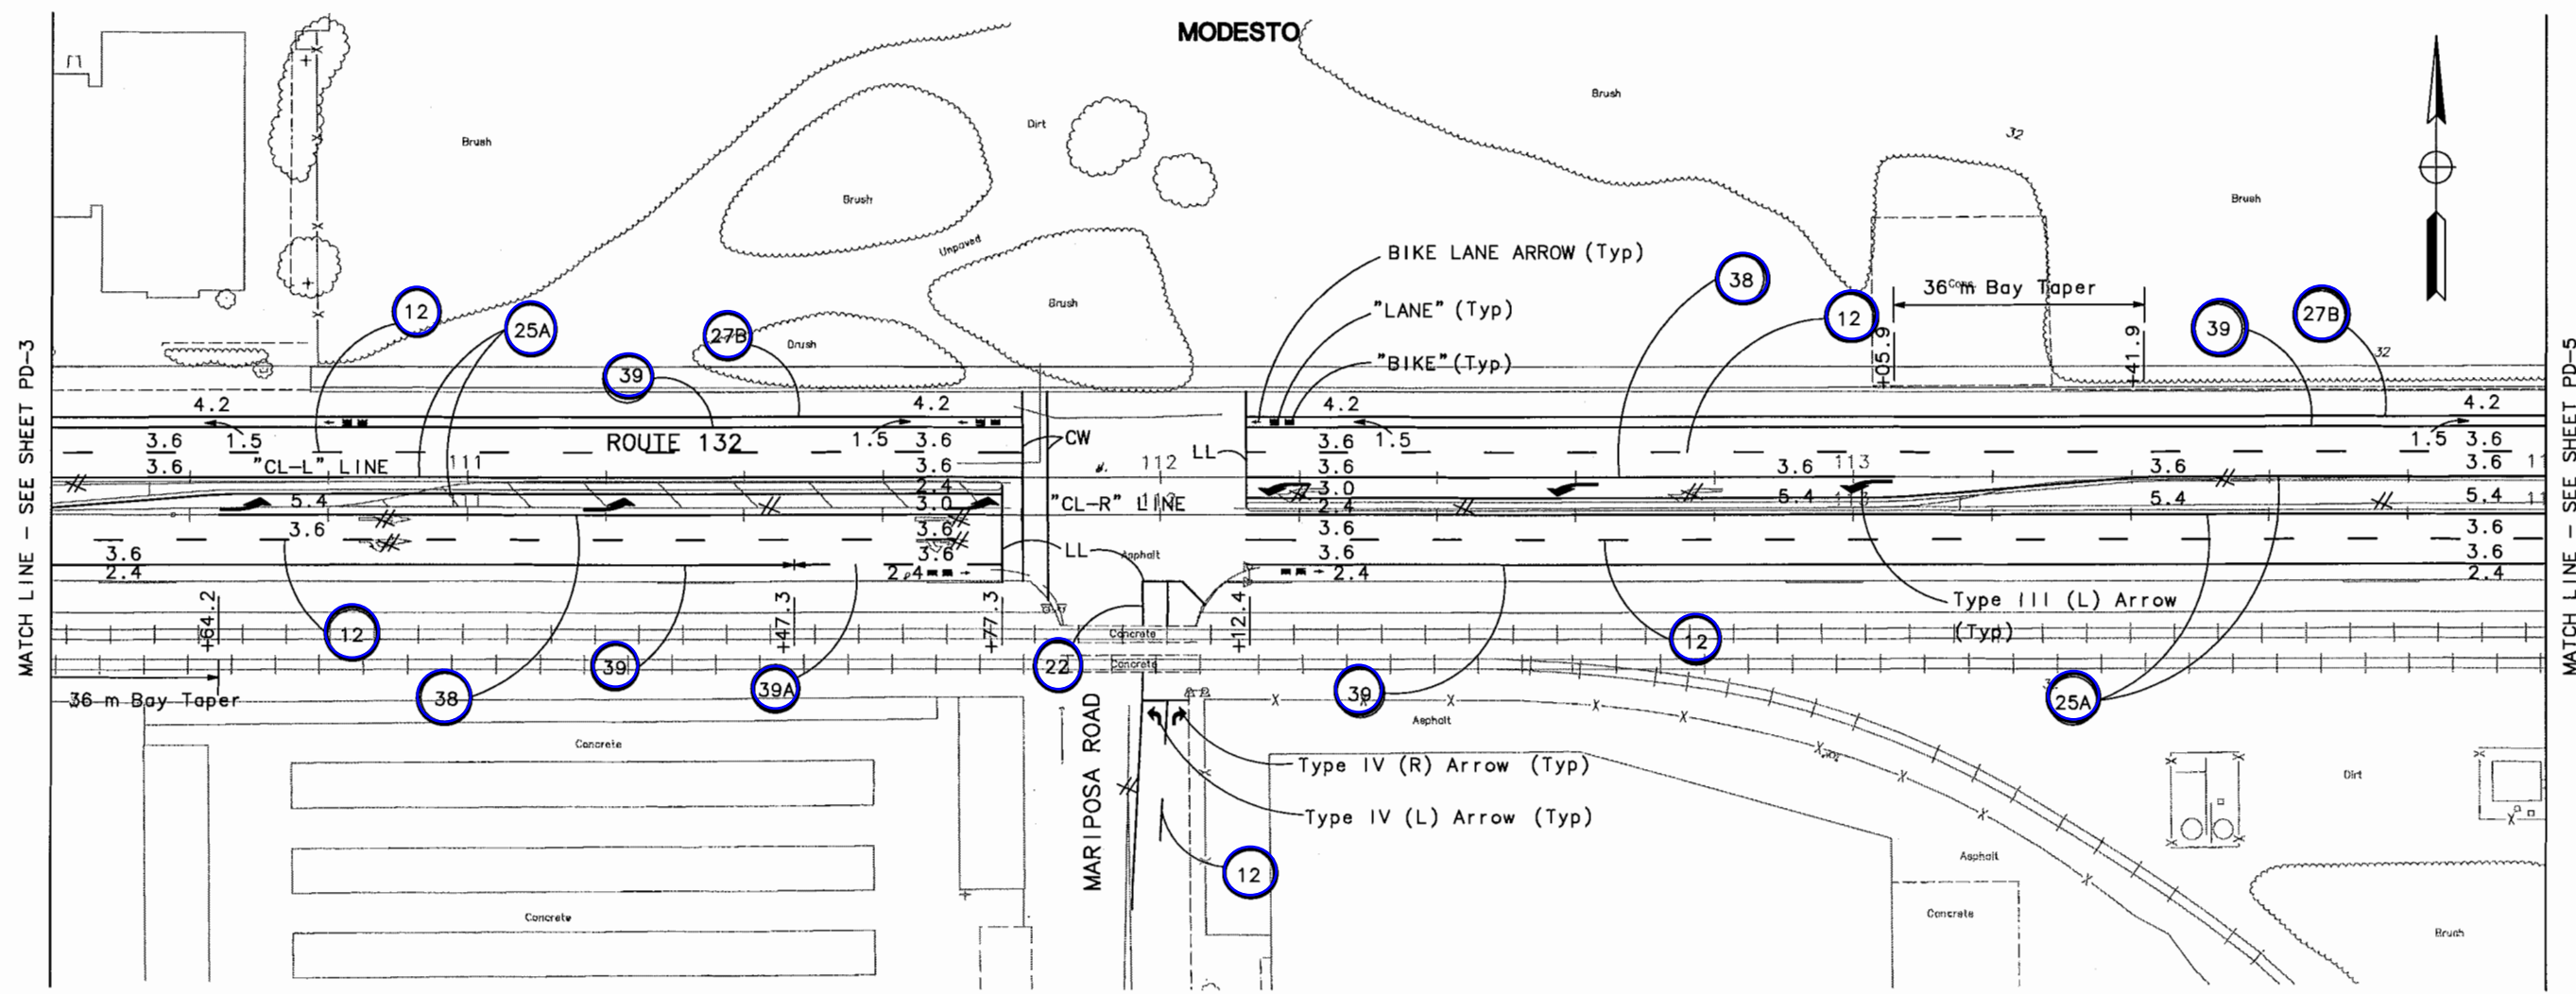 MODESTO
Brush
32
Brush
Dirt
Brush
Brush
Unpaved
Brush
BIKE LANE ARROW (Typ)
"LANE" (Typ)
"BIKE" (Typ)
38
12
36 m Bay Taper
+05.9
+41.9
39
27B
32
12
25A
39
27B
MATCH LINE - SEE SHEET PD-3
MATCH LINE - SEE SHEET PD-5
4.2
4.2
4.2
4.2
3.6
1.5
ROUTE 132
1.5
3.6
CW
LL
3.6
1.5
1.5
3.6
3.6
"CL-L" LINE
111
3.6
112
3.6
3.6
113
3.6
3.6
11
5.4
2.4
3.0
"CL-R" LINE
3.0
2.4
5.4
5.4
5.4
3.6
3.6
3.6
3.6
3.6
3.6
LL
Asphalt
3.6
3.6
2.4
2.4
2.4
2.4
+64.2
+47.3
+77.3
+12.4
Type III (L) Arrow
(Typ)
12
38
39
39A
22
Concrete
Concrete
39
12
25A
36 m Bay Taper
MARIPOSA ROAD
Asphalt
Concrete
Type IV (R) Arrow (Typ)
Type IV (L) Arrow (Typ)
12
Dirt
Asphalt
Concrete
Concrete
Brush